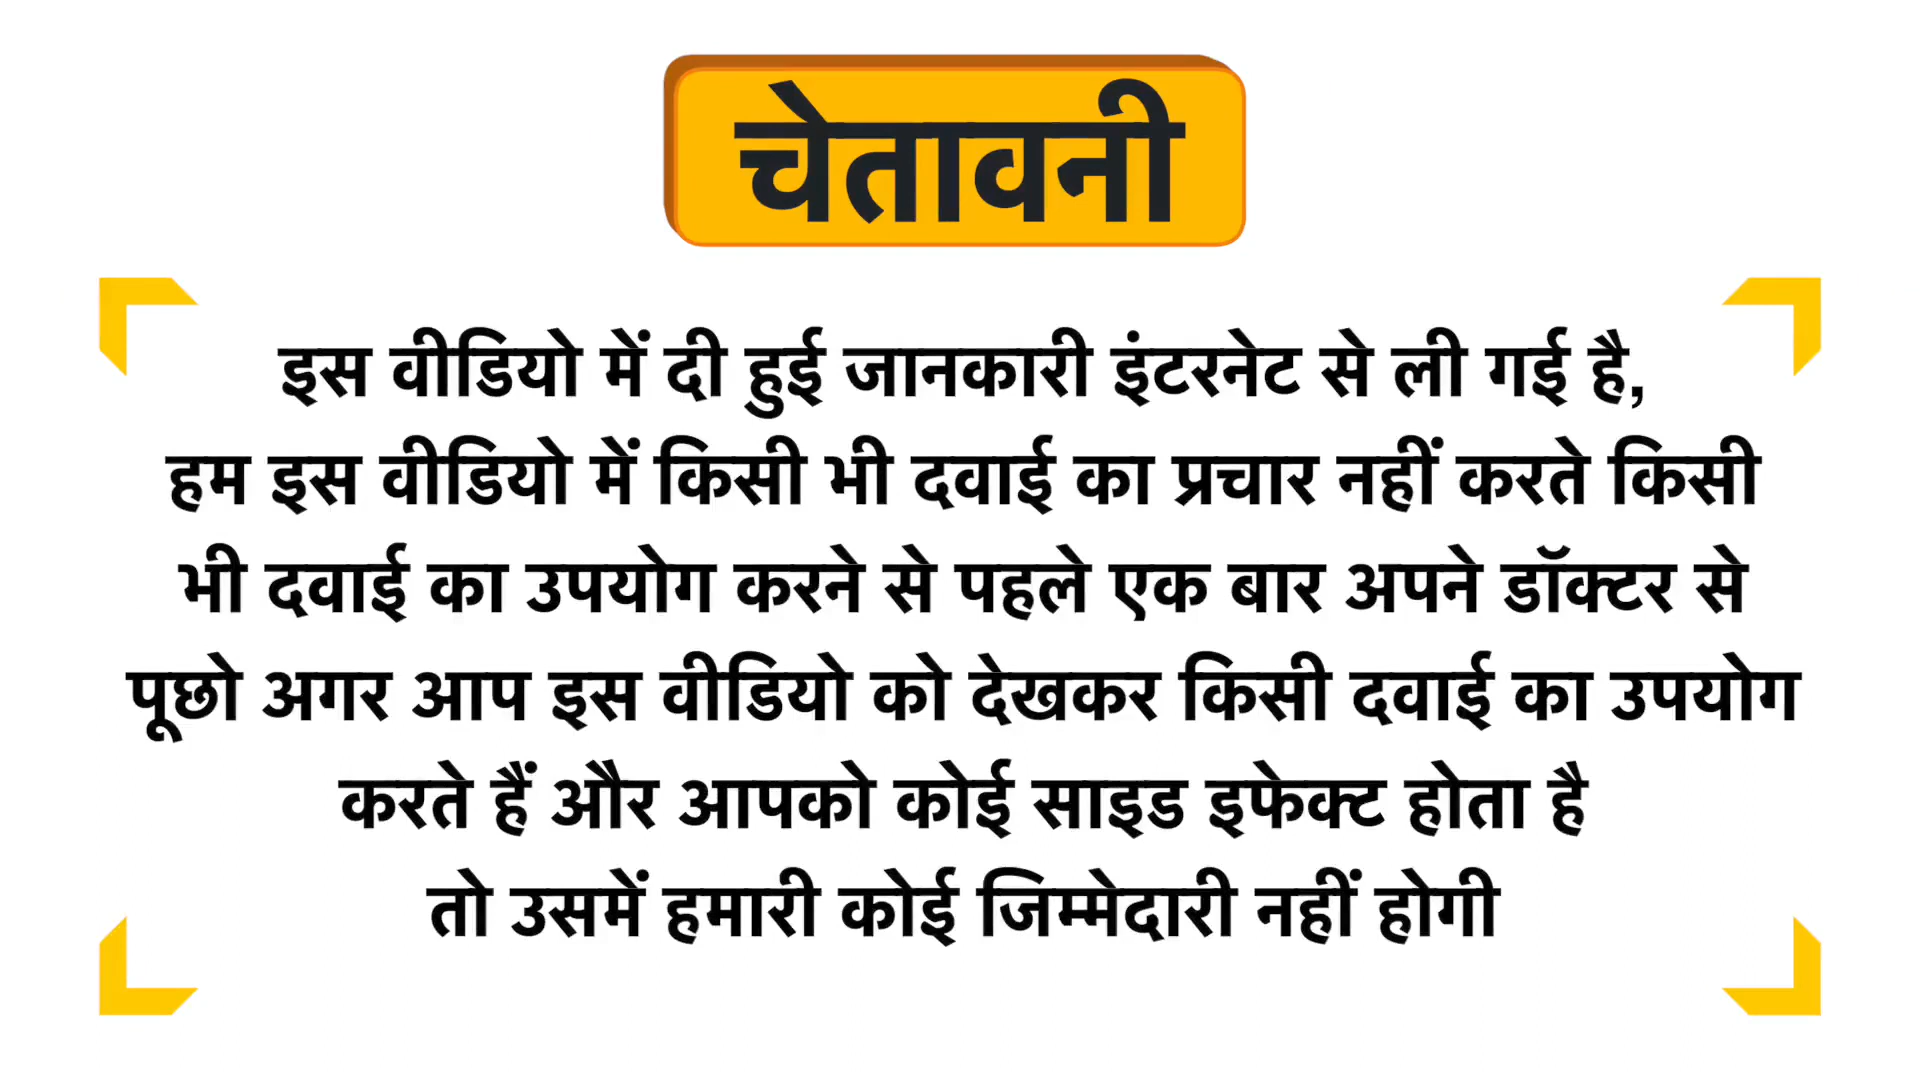 चेतावनी
इस वीडियो में दी हुई जानकारी इंटरनेट से ली गई है,
हम इस वीडियो में किसी भी दवाई का प्रचार नहीं करते किसी
भी दवाई का उपयोग करने से पहले एक बार अपने डॉक्टर से
पूछो अगर आप इस वीडियो को देखकर किसी दवाई का उपयोग
करते हैं और आपको कोई साइड इफेक्ट होता है
तो उसमें हमारी कोई जिम्मेदारी नहीं होगी